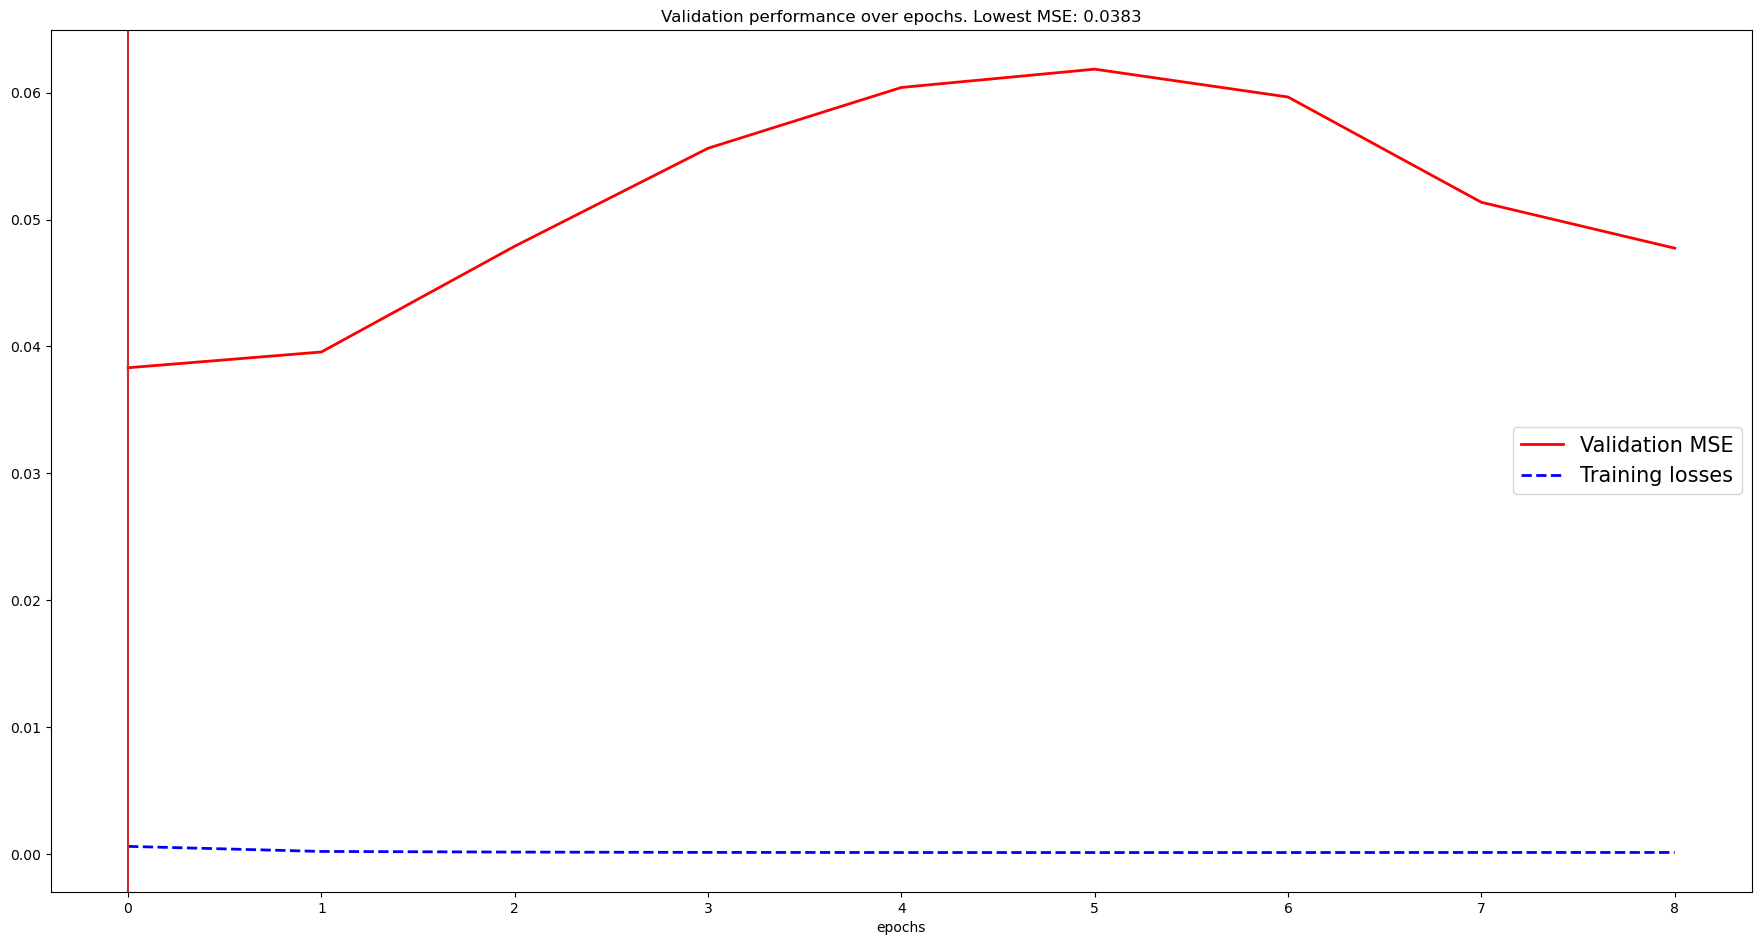 Validation performance over epochs. Lowest MSE: 0.0383
0.06
0.05
0.04
0.03
0.02
0.01
0.00
Validation MSE
Training losses
0 1 2 3 4 5 6 7 8
epochs